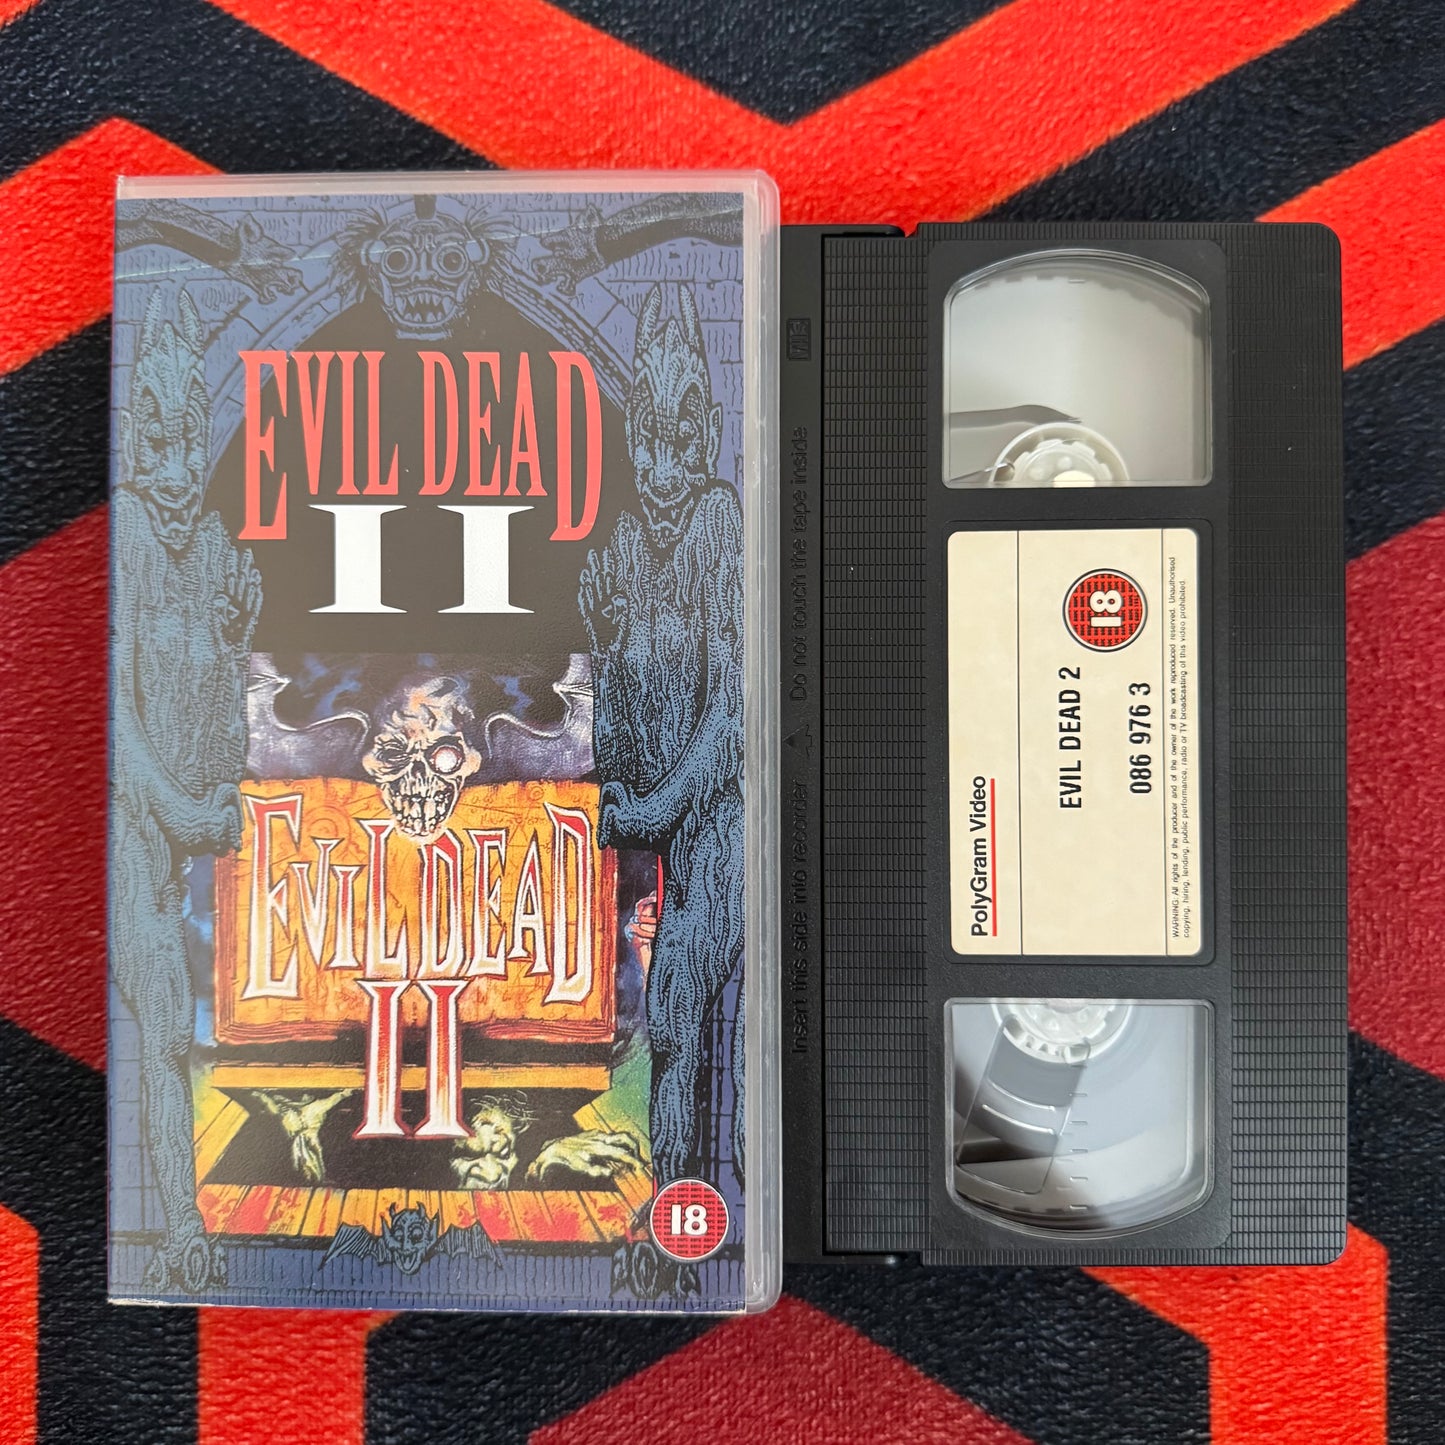 EVIL DEAD
II
EVIL DEAD
II
18
VHS
Do not touch the tape inside
Insert this side into recorder
PolyGram Video
EVIL DEAD 2
086 976 3
18
WARNING: All rights of the producer and of the owner of the work reproduced reserved. Unauthorised
copying, hiring, lending, public performance, radio or TV broadcasting of this video prohibited.